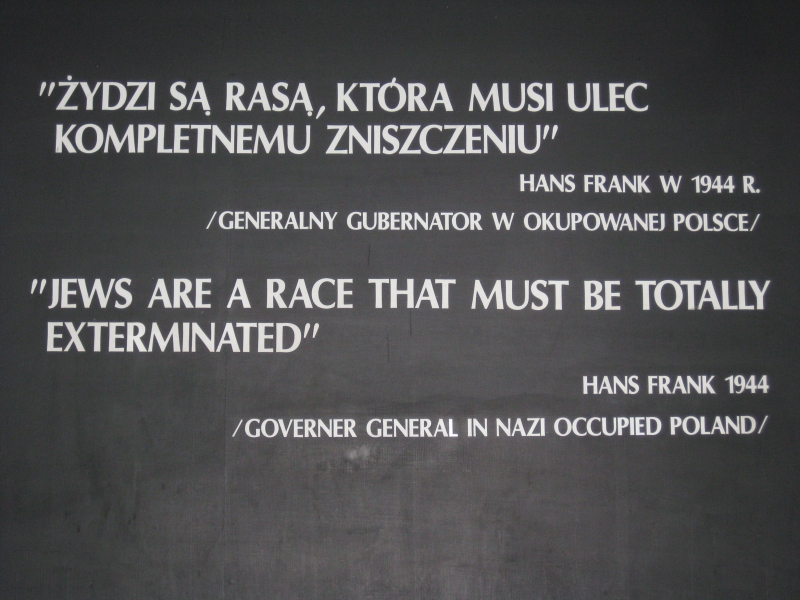 "ŻYDZI SĄ RASĄ, KTÓRA MUSI ULEC
KOMPLETNEMU ZNISZCZENIU"
HANS FRANK W 1944 R.
/GENERALNY GUBERNATOR W OKUPOWANEJ POLSCE/
"JEWS ARE A RACE THAT MUST BE TOTALLY
EXTERMINATED"
HANS FRANK 1944
/GOVERNER GENERAL IN NAZI OCCUPIED POLAND/